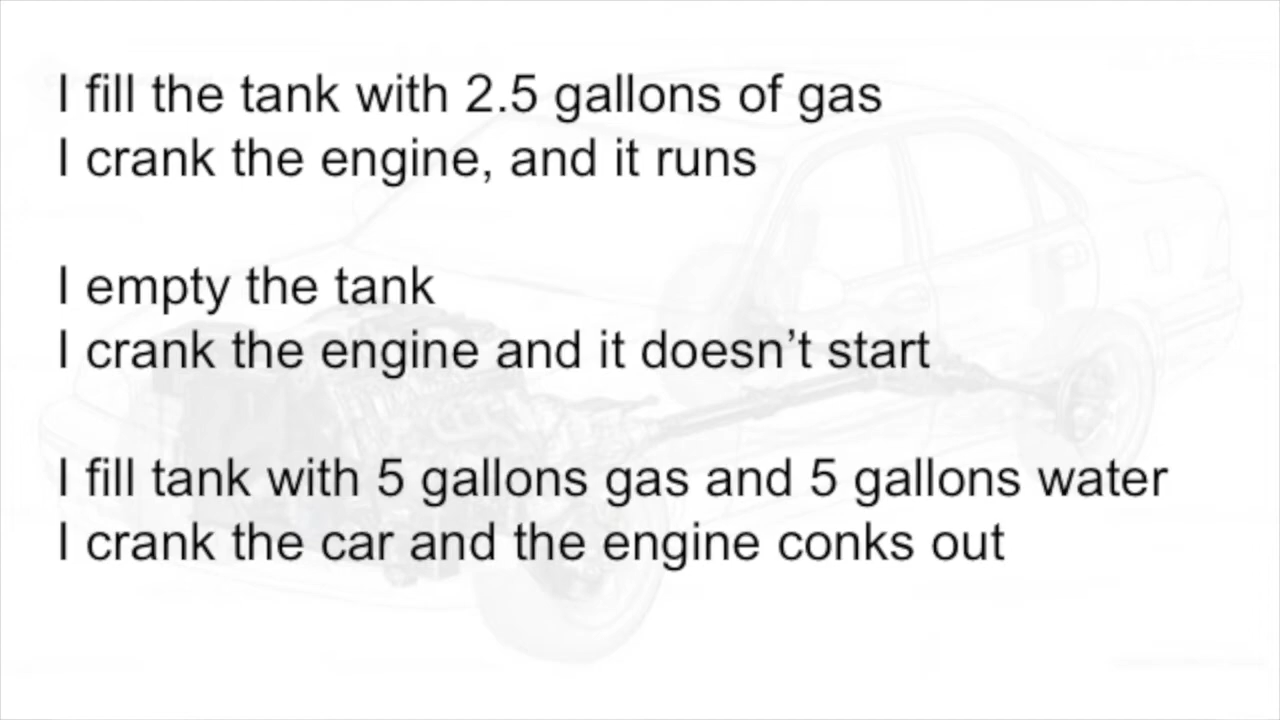 I fill the tank with 2.5 gallons of gas
I crank the engine, and it runs
I empty the tank
I crank the engine and it doesn’t start
I fill tank with 5 gallons gas and 5 gallons water
I crank the car and the engine conks out